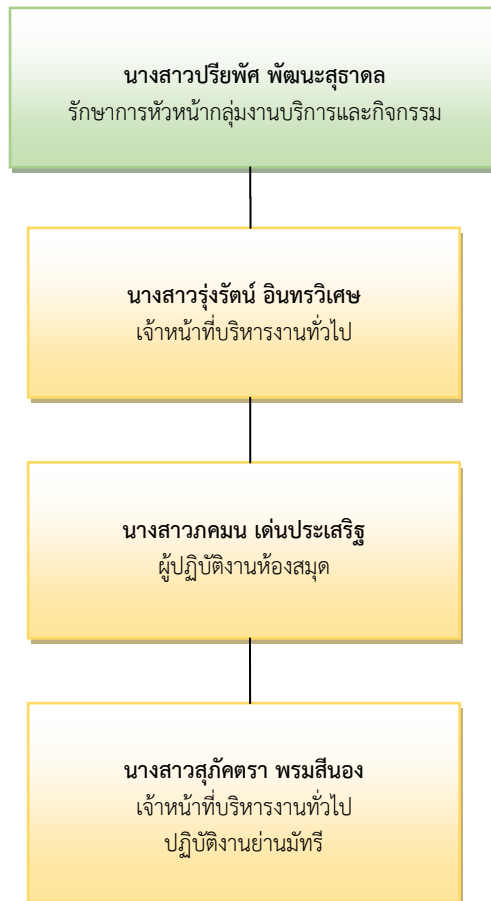 นางสาวปรียพัศ พัฒนะสุธาดล
รักษาการหัวหน้ากลุ่มงานบริการและกิจกรรม
นางสาวรุ่งรัตน์ อินทรวิเศษ
เจ้าหน้าที่บริหารงานทั่วไป
นางสาวภคมน เด่นประเสริฐ
ผู้ปฏิบัติงานห้องสมุด
นางสาวสุภัคตรา พรมสีนอง
เจ้าหน้าที่บริหารงานทั่วไป
ปฏิบัติงานย่านมัทรี